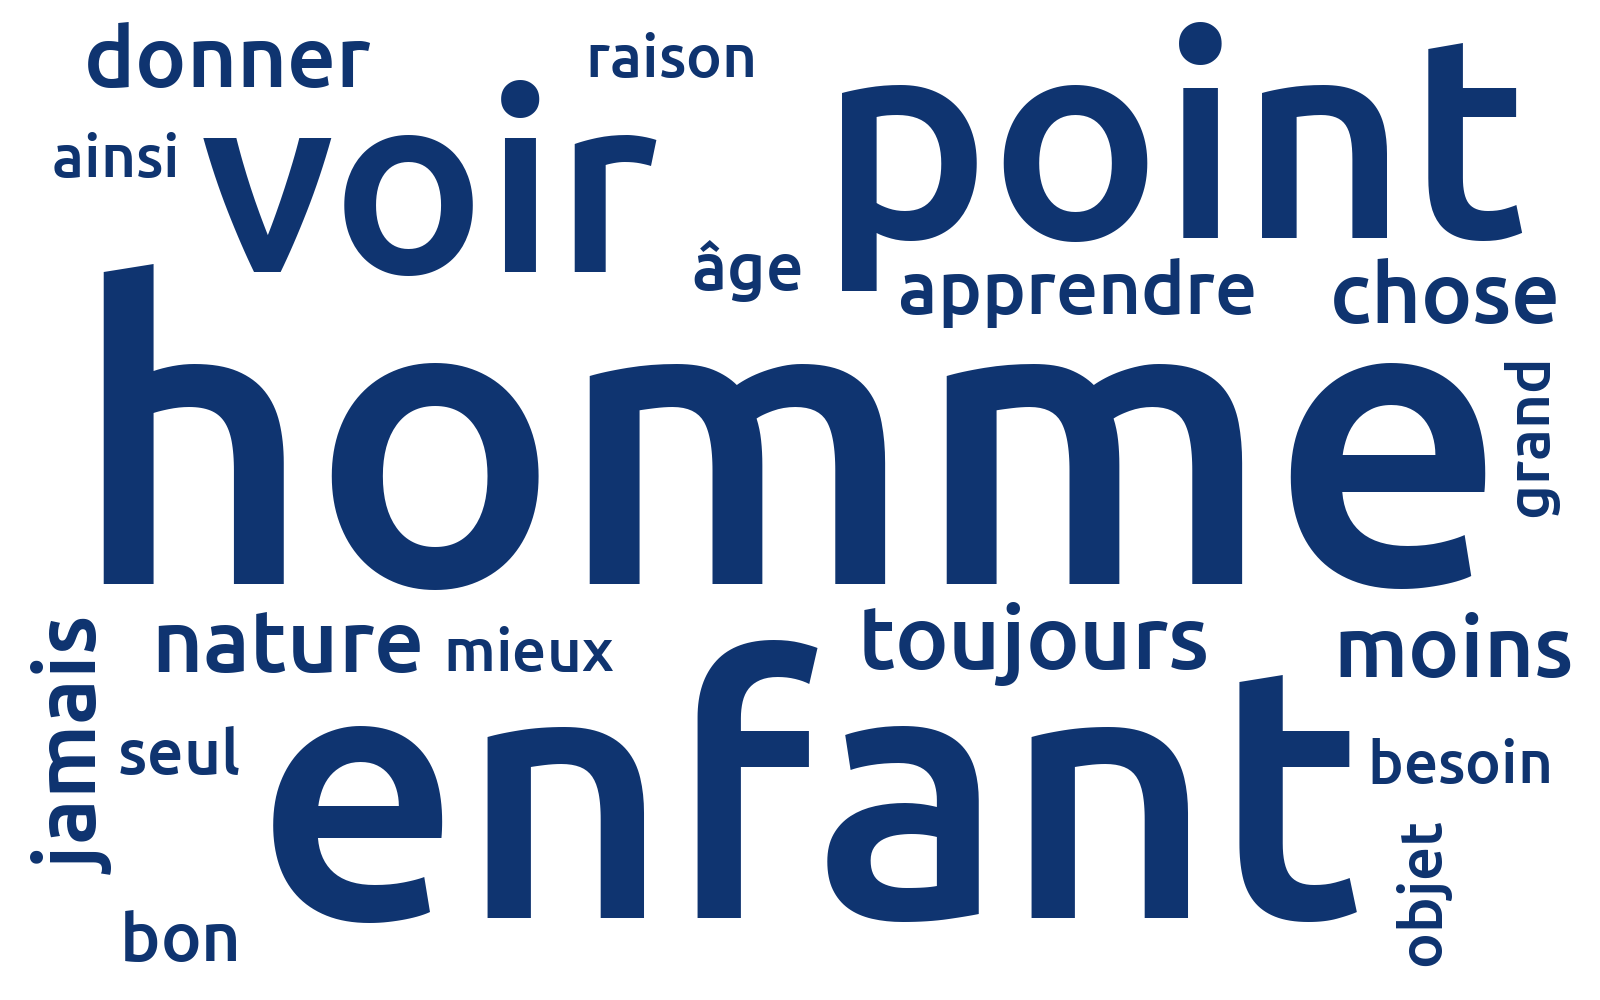 donner
raison
point
voir
ainsi
âge
apprendre
chose
homme
grand
jamais
nature
mieux
toujours
moins
enfant
seul
besoin
objet
bon